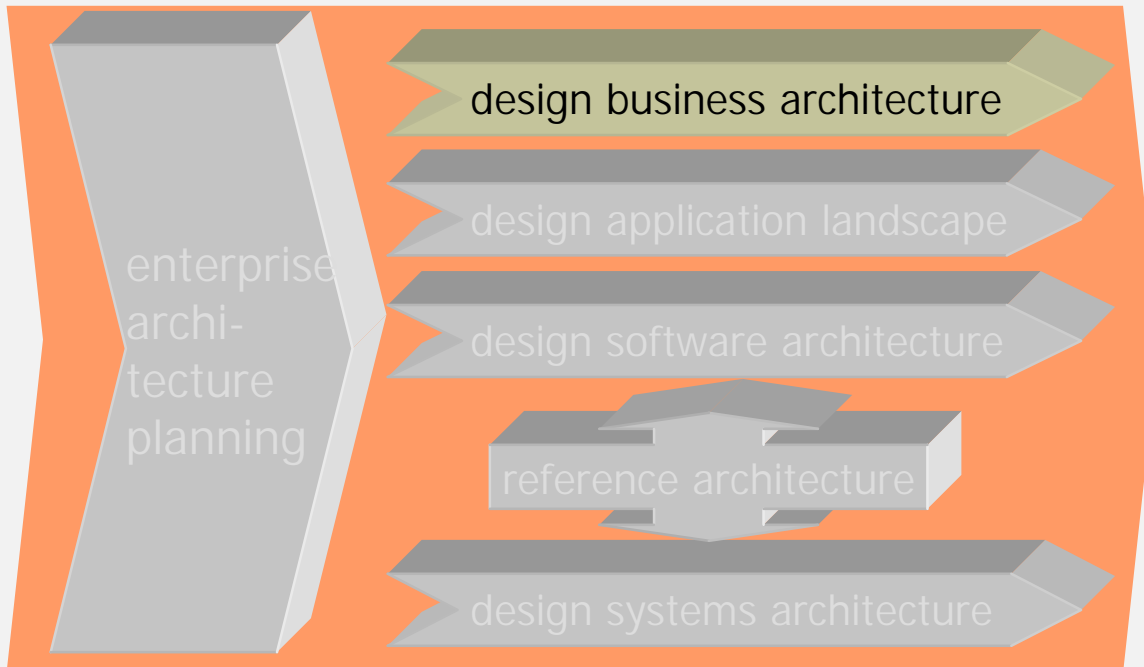 enterprise
archi-
tecture
planning
design business architecture
design application landscape
design software architecture
reference architecture
design systems architecture